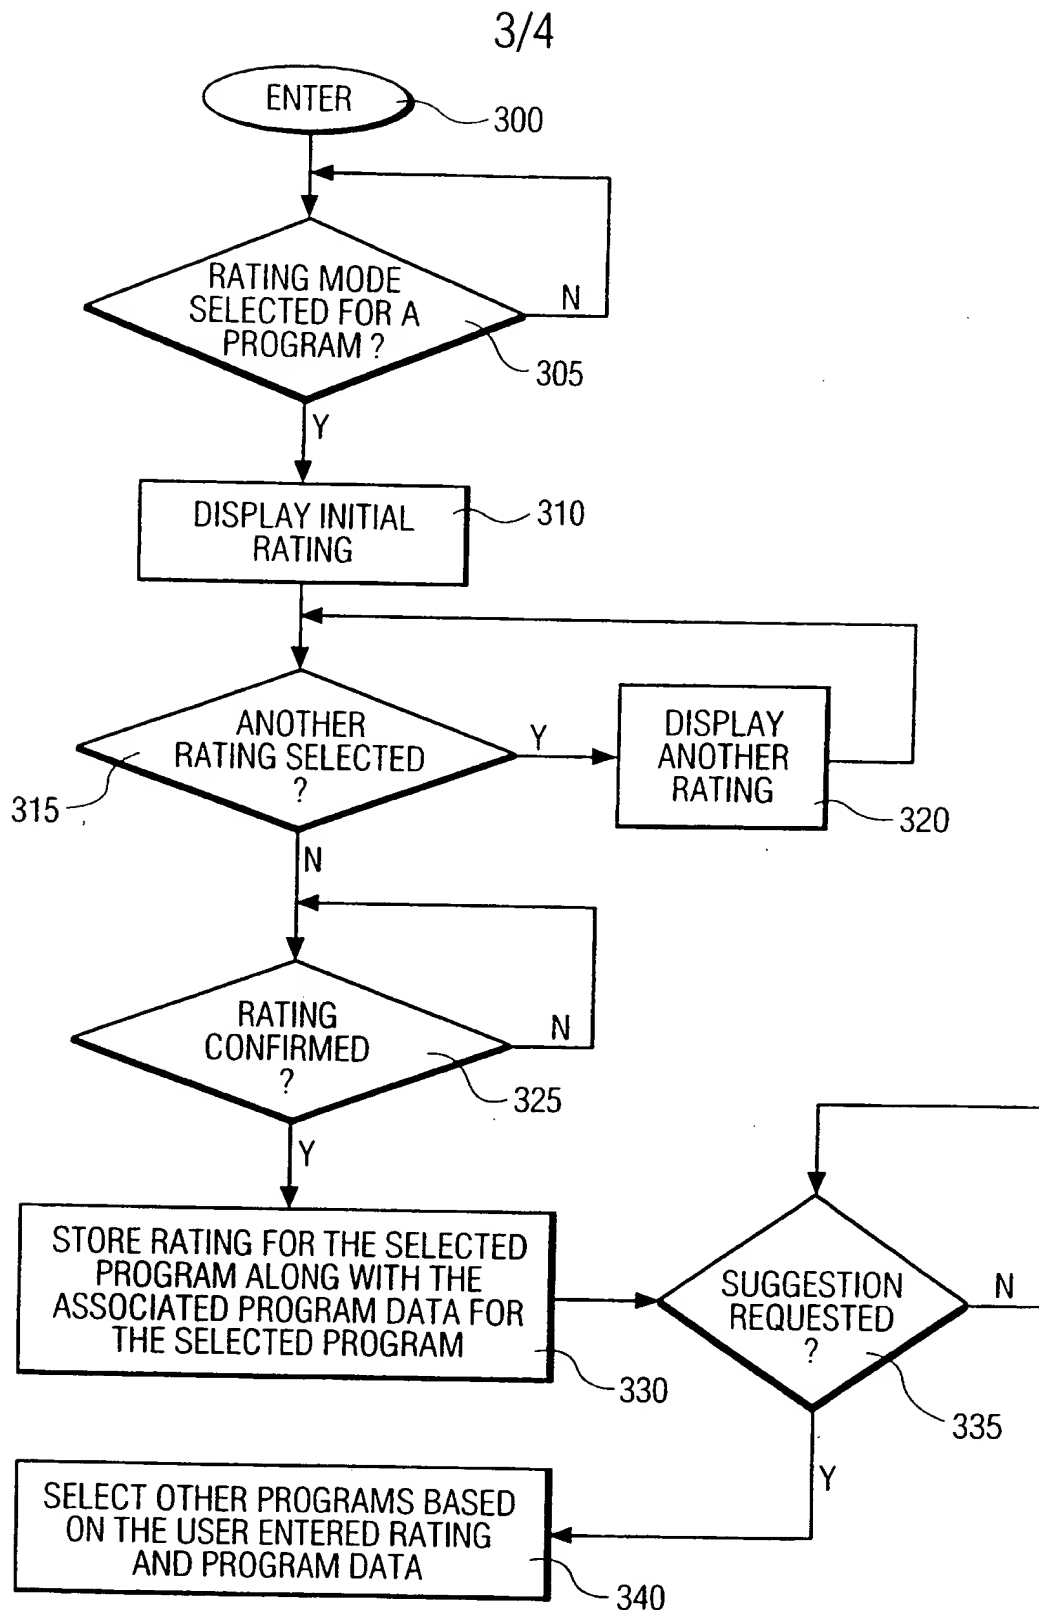 3/4
ENTER
300
RATING MODE
SELECTED FOR A
PROGRAM ?
N
305
Y
DISPLAY INITIAL
RATING
310
ANOTHER
RATING SELECTED
?
315
Y
DISPLAY
ANOTHER
RATING
320
N
RATING
CONFIRMED
?
N
325
Y
STORE RATING FOR THE SELECTED
PROGRAM ALONG WITH THE
ASSOCIATED PROGRAM DATA FOR
THE SELECTED PROGRAM
330
SUGGESTION
REQUESTED
?
N
335
Y
SELECT OTHER PROGRAMS BASED
ON THE USER ENTERED RATING
AND PROGRAM DATA
340